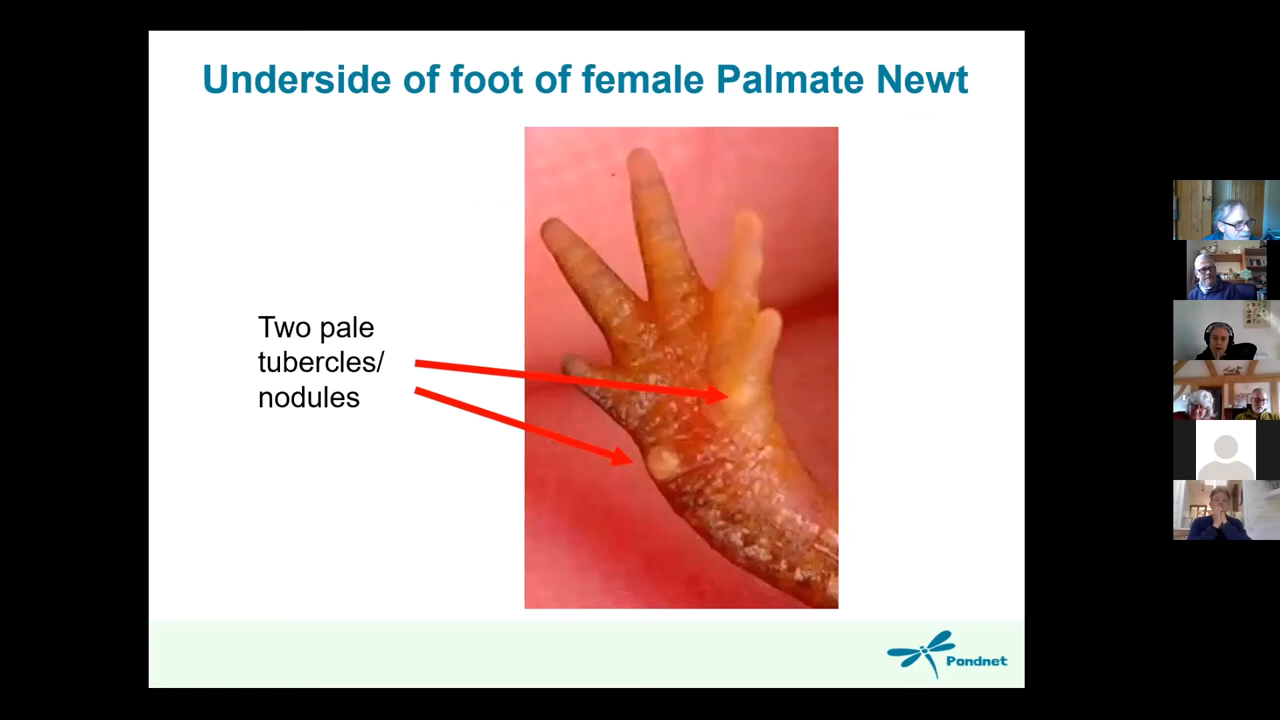 Underside of foot of female Palmate Newt
Two pale
tubercles/
nodules
Pondnet